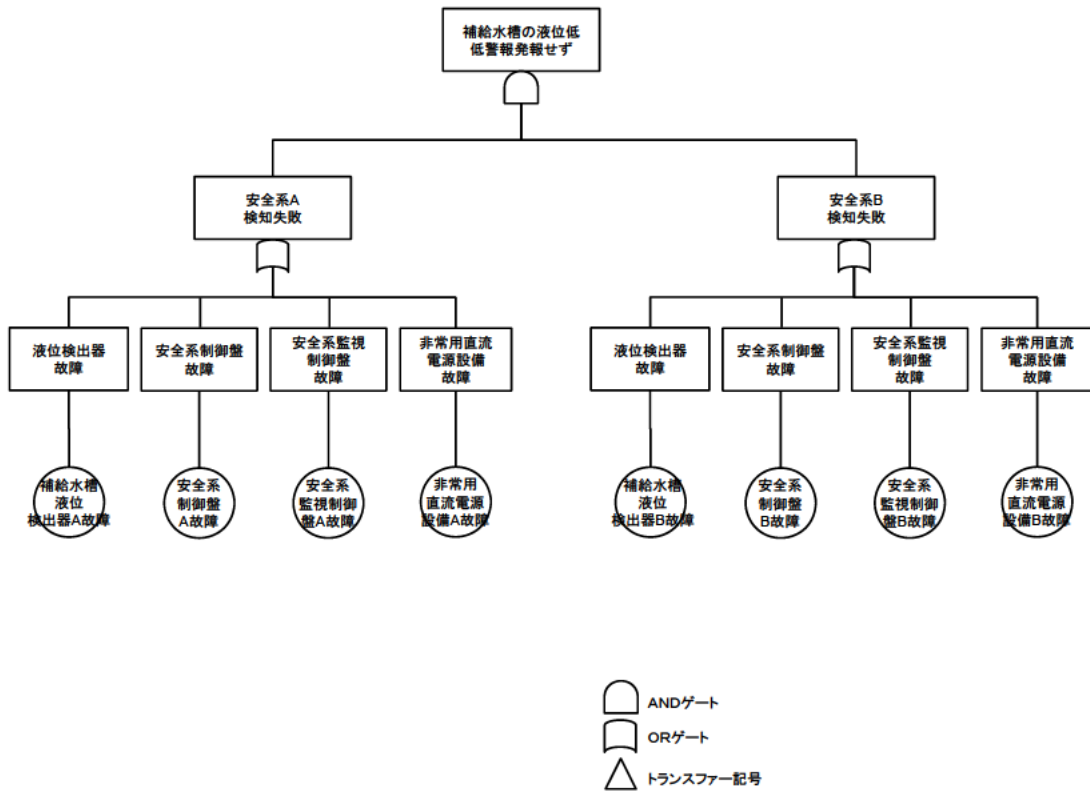 補給水槽の液位低
低警報発報せず
安全系A
検知失敗
安全系B
検知失敗
液位検出器
故障
安全系制御盤
故障
安全系監視
制御盤
故障
非常用直流
電源設備
故障
液位検出器
故障
安全系制御盤
故障
安全系監視
制御盤
故障
非常用直流
電源設備
故障
補給水槽
液位
検出器A故障
安全系
制御盤
A故障
安全系
監視制御
盤A故障
非常用
直流電源
設備A故障
補給水槽
液位
検出器B故障
安全系
制御盤
B故障
安全系
監視制御
盤B故障
非常用
直流電源
設備B故障
ANDゲート
ORゲート
トランスファー記号